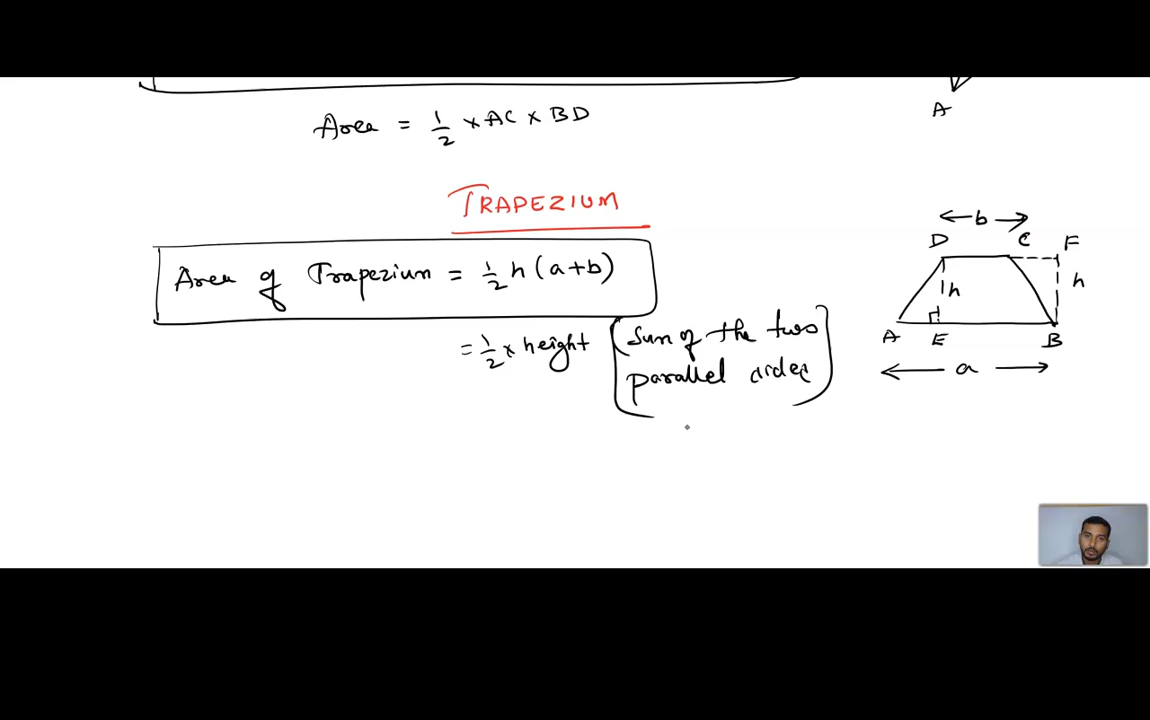 A
Area = 1/2 × AC × BD
TRAPEZIUM
Area of Trapezium = 1/2 h (a+b)
= 1/2 × height (Sum of the two
parallel sides)
b
D C F
h h
A E B
a